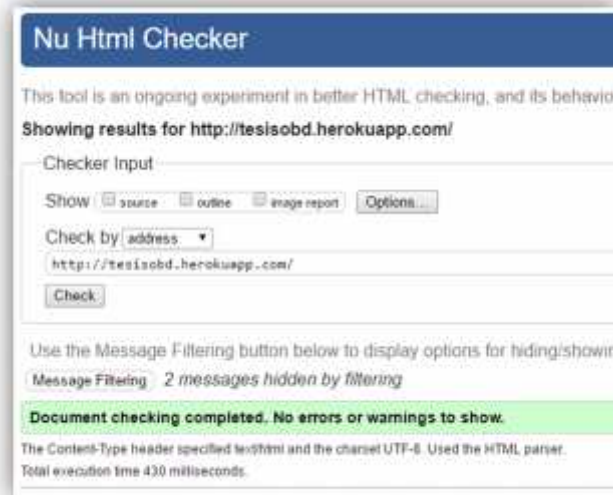 Nu Html Checker
This tool is an ongoing experiment in better HTML checking, and its behavio
Showing results for http://tesisobd.herokuapp.com/
Checker Input
Show source outline image report Options...
Check by address
http://tesisobd.herokuapp.com/
Check
Use the Message Filtering button below to display options for hiding/showin
Message Filtering 2 messages hidden by filtering
Document checking completed. No errors or warnings to show.
The Content-Type header specified text/html and the charset UTF-8. Used the HTML parser.
Total execution time 430 milliseconds.